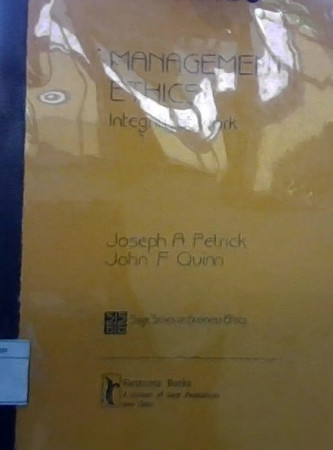 MANAGEMENT
ETHICS
Integrity at Work
Joseph A Petrick
John F Quinn
Sage Series in Business Ethics
Response Books
A division of Sage Publications
New Delhi